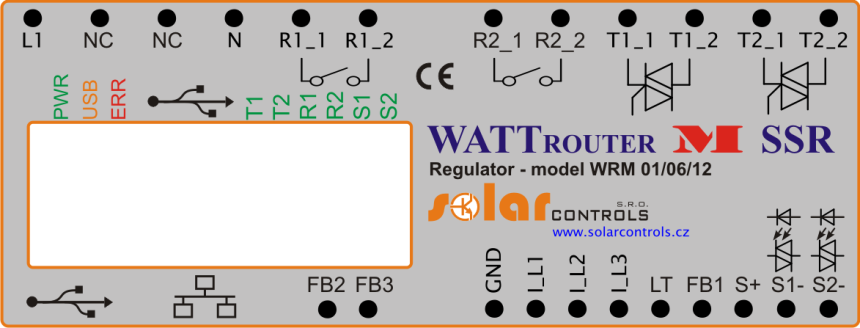 L1 NC NC N R1_1 R1_2 R2_1 R2_2 T1_1 T1_2 T2_1 T2_2
PWR
USB
ERR
T1
T2
R1
R2
S1
S2
CE
WATTROUTER M SSR
Regulator - model WRM 01/06/12
solar
CONTROLS
S.R.O.
www.solarcontrols.cz
FB2 FB3
GND
I_L1
I_L2
I_L3
LT FB1 S+ S1- S2-